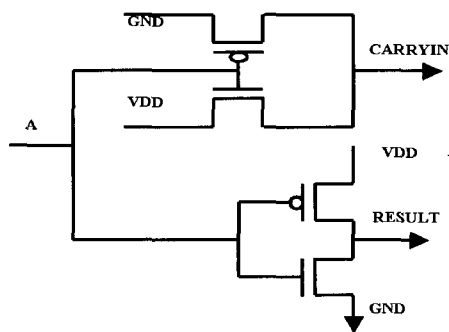 GND
CARRYIN
VDD
A
VDD
RESULT
GND